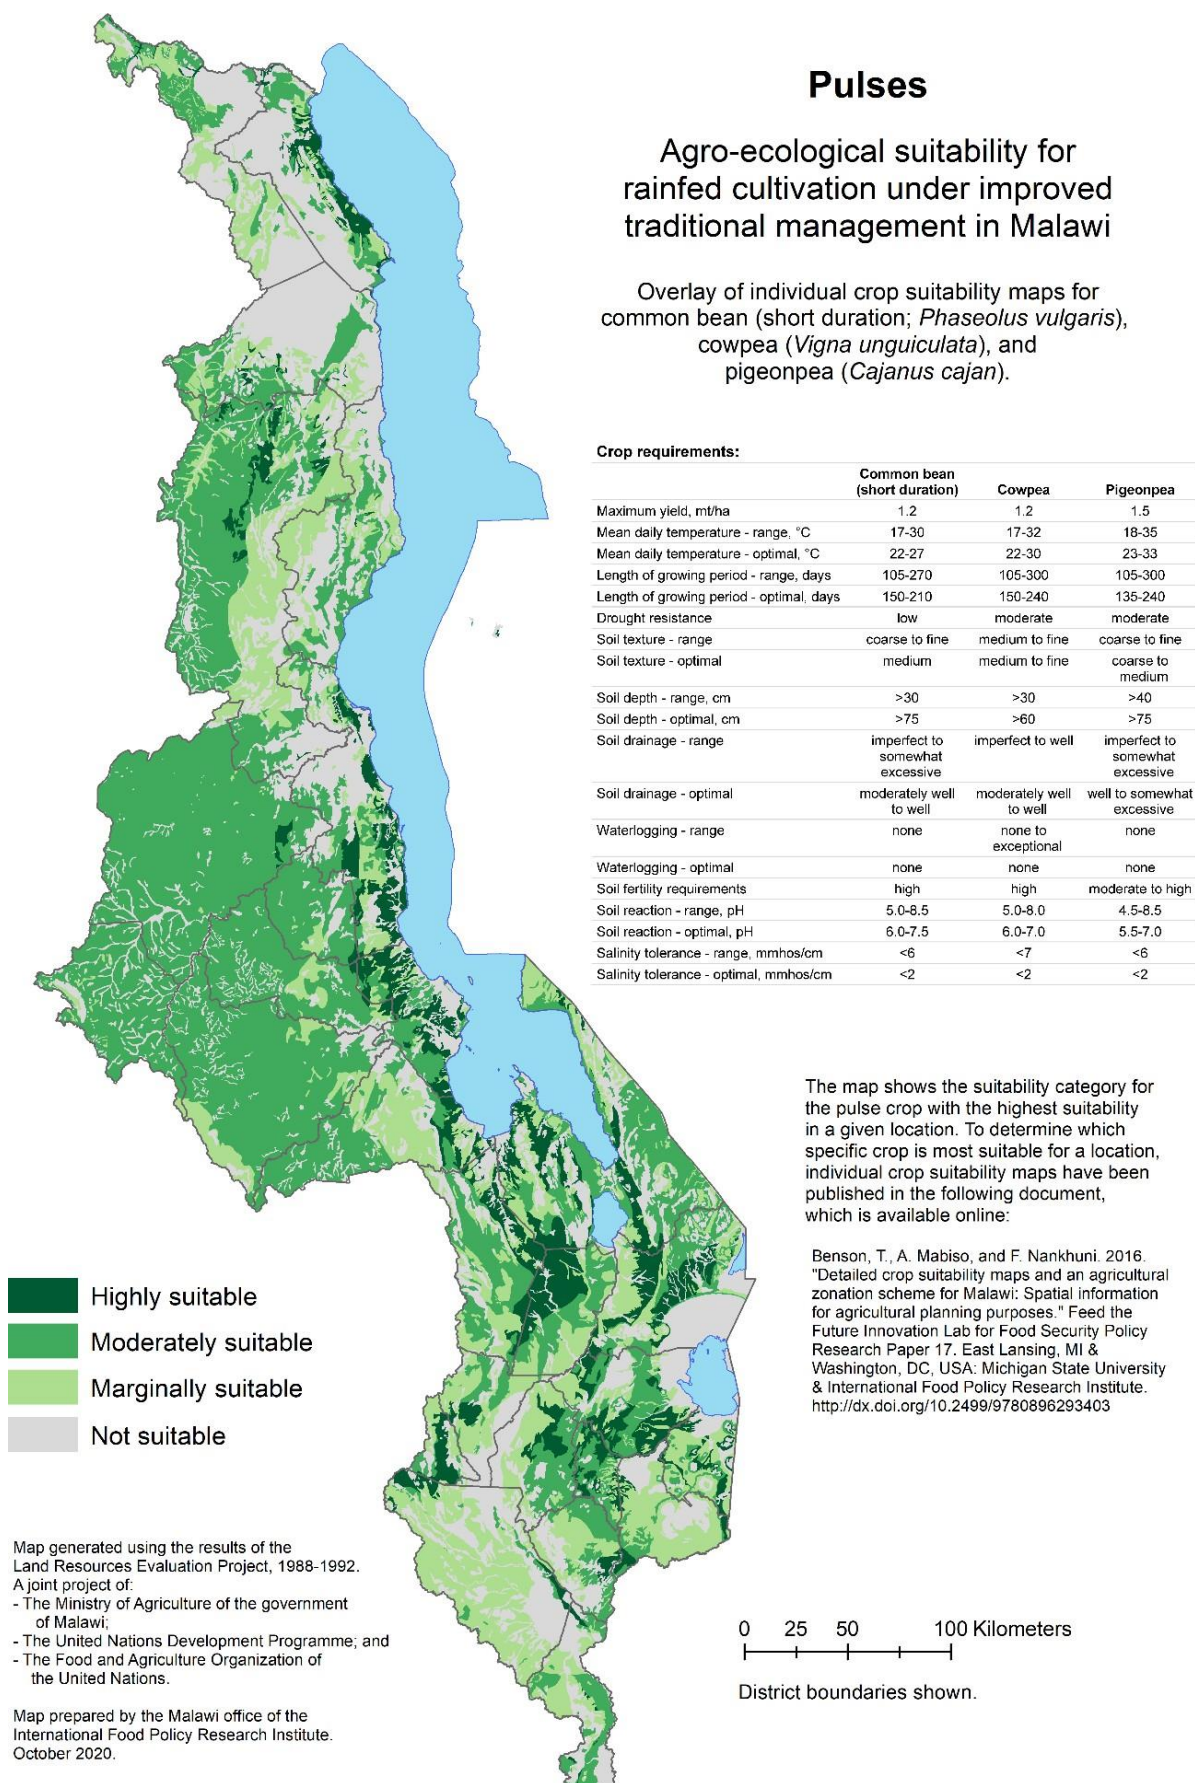 Pulses
Agro-ecological suitability for
rainfed cultivation under improved
traditional management in Malawi
Overlay of individual crop suitability maps for
common bean (short duration; Phaseolus vulgaris),
cowpea (Vigna unguiculata), and
pigeonpea (Cajanus cajan).
Crop requirements:
Common bean
(short duration) Cowpea Pigeonpea
Maximum yield, mt/ha 1.2 1.2 1.5
Mean daily temperature - range, °C 17-30 17-32 18-35
Mean daily temperature - optimal, °C 22-27 22-30 23-33
Length of growing period - range, days 105-270 105-300 105-300
Length of growing period - optimal, days 150-210 150-240 135-240
Drought resistance low moderate moderate
Soil texture - range coarse to fine medium to fine coarse to fine
Soil texture - optimal medium medium to fine coarse to
medium
Soil depth - range, cm >30 >30 >40
Soil depth - optimal, cm >75 >60 >75
Soil drainage - range imperfect to imperfect to well imperfect to
somewhat somewhat
excessive excessive
Soil drainage - optimal moderately well moderately well well to somewhat
to well to well excessive
Waterlogging - range none none to none
exceptional
Waterlogging - optimal none none none
Soil fertility requirements high high moderate to high
Soil reaction - range, pH 5.0-8.5 5.0-8.0 4.5-8.5
Soil reaction - optimal, pH 6.0-7.5 6.0-7.0 5.5-7.0
Salinity tolerance - range, mmhos/cm <6 <7 <6
Salinity tolerance - optimal, mmhos/cm <2 <2 <2
The map shows the suitability category for
the pulse crop with the highest suitability
in a given location. To determine which
specific crop is most suitable for a location,
individual crop suitability maps have been
published in the following document,
which is available online:
Benson, T., A. Mabiso, and F. Nankhuni. 2016.
"Detailed crop suitability maps and an agricultural
zonation scheme for Malawi: Spatial information
for agricultural planning purposes." Feed the
Future Innovation Lab for Food Security Policy
Research Paper 17. East Lansing, MI &
Washington, DC, USA: Michigan State University
& International Food Policy Research Institute.
http://dx.doi.org/10.2499/9780896293403
Highly suitable
Moderately suitable
Marginally suitable
Not suitable
Map generated using the results of the
Land Resources Evaluation Project, 1988-1992.
A joint project of:
- The Ministry of Agriculture of the government
of Malawi;
- The United Nations Development Programme; and
- The Food and Agriculture Organization of
the United Nations.
Map prepared by the Malawi office of the
International Food Policy Research Institute.
October 2020.
0 25 50 100 Kilometers
District boundaries shown.